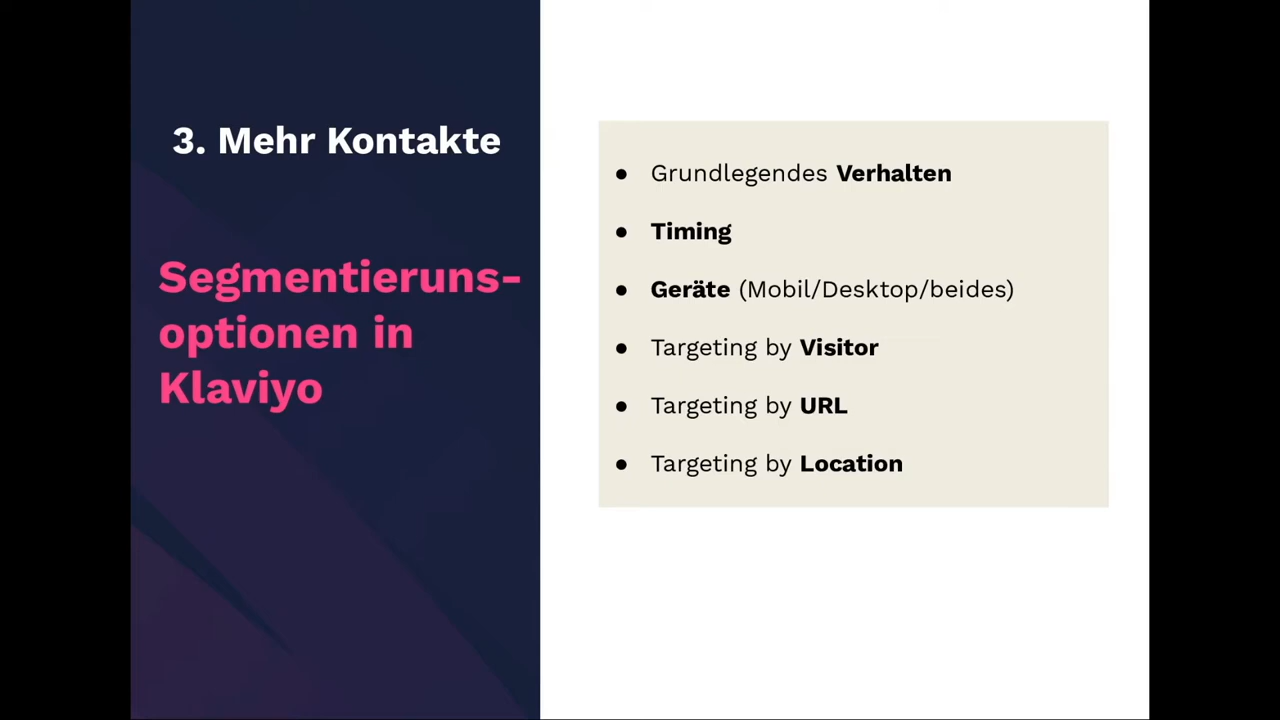 3. Mehr Kontakte
Segmentieruns-
optionen in
Klaviyo
● Grundlegendes Verhalten
● Timing
● Geräte (Mobil/Desktop/beides)
● Targeting by Visitor
● Targeting by URL
● Targeting by Location